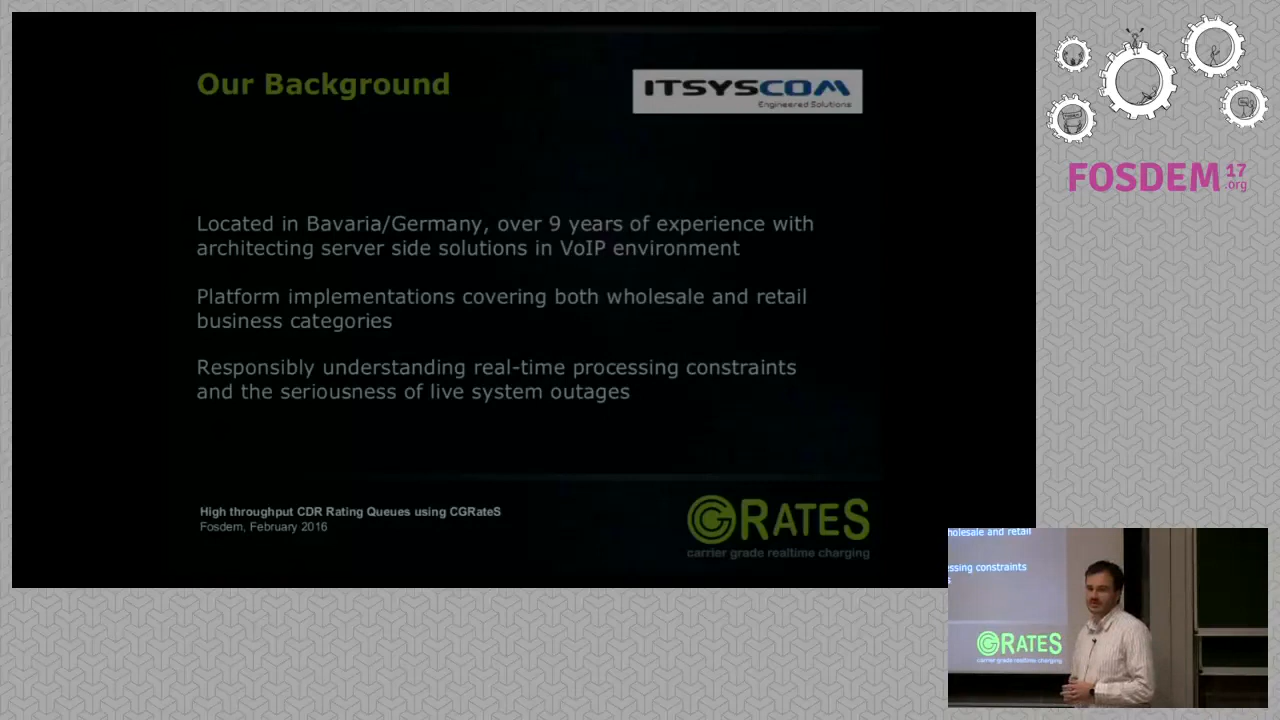 Our Background
ITSYSCOM
Engineered Solutions
Located in Bavaria/Germany, over 9 years of experience with
architecting server side solutions in VoIP environment
Platform implementations covering both wholesale and retail
business categories
Responsibly understanding real-time processing constraints
and the seriousness of live system outages
High throughput CDR Rating Queues using CGRateS
Fosdem, February 2016
CGRATES
carrier grade realtime charging
FOSDEM 17
.org
wholesale and retail
essing constraints
s
CGRATES
carrier grade realtime charging